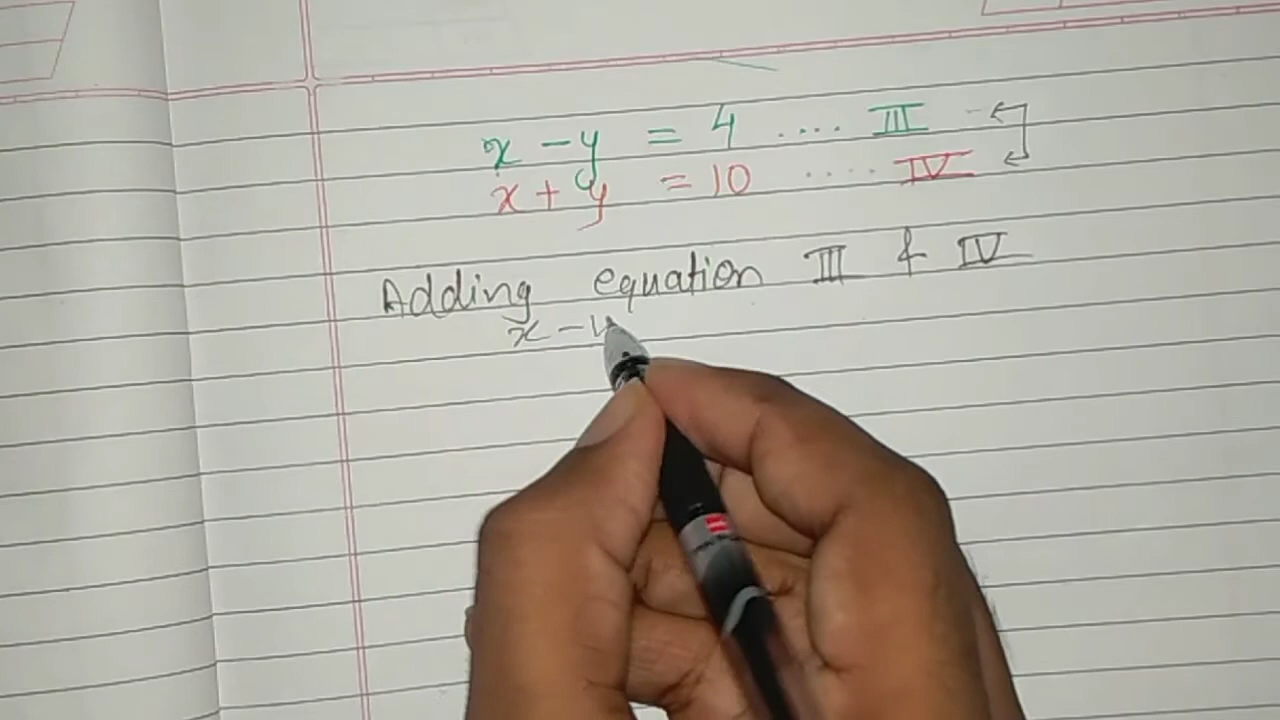 x - y = 4 .... III
x + y = 10 .... IV
Adding equation III & IV
x - y